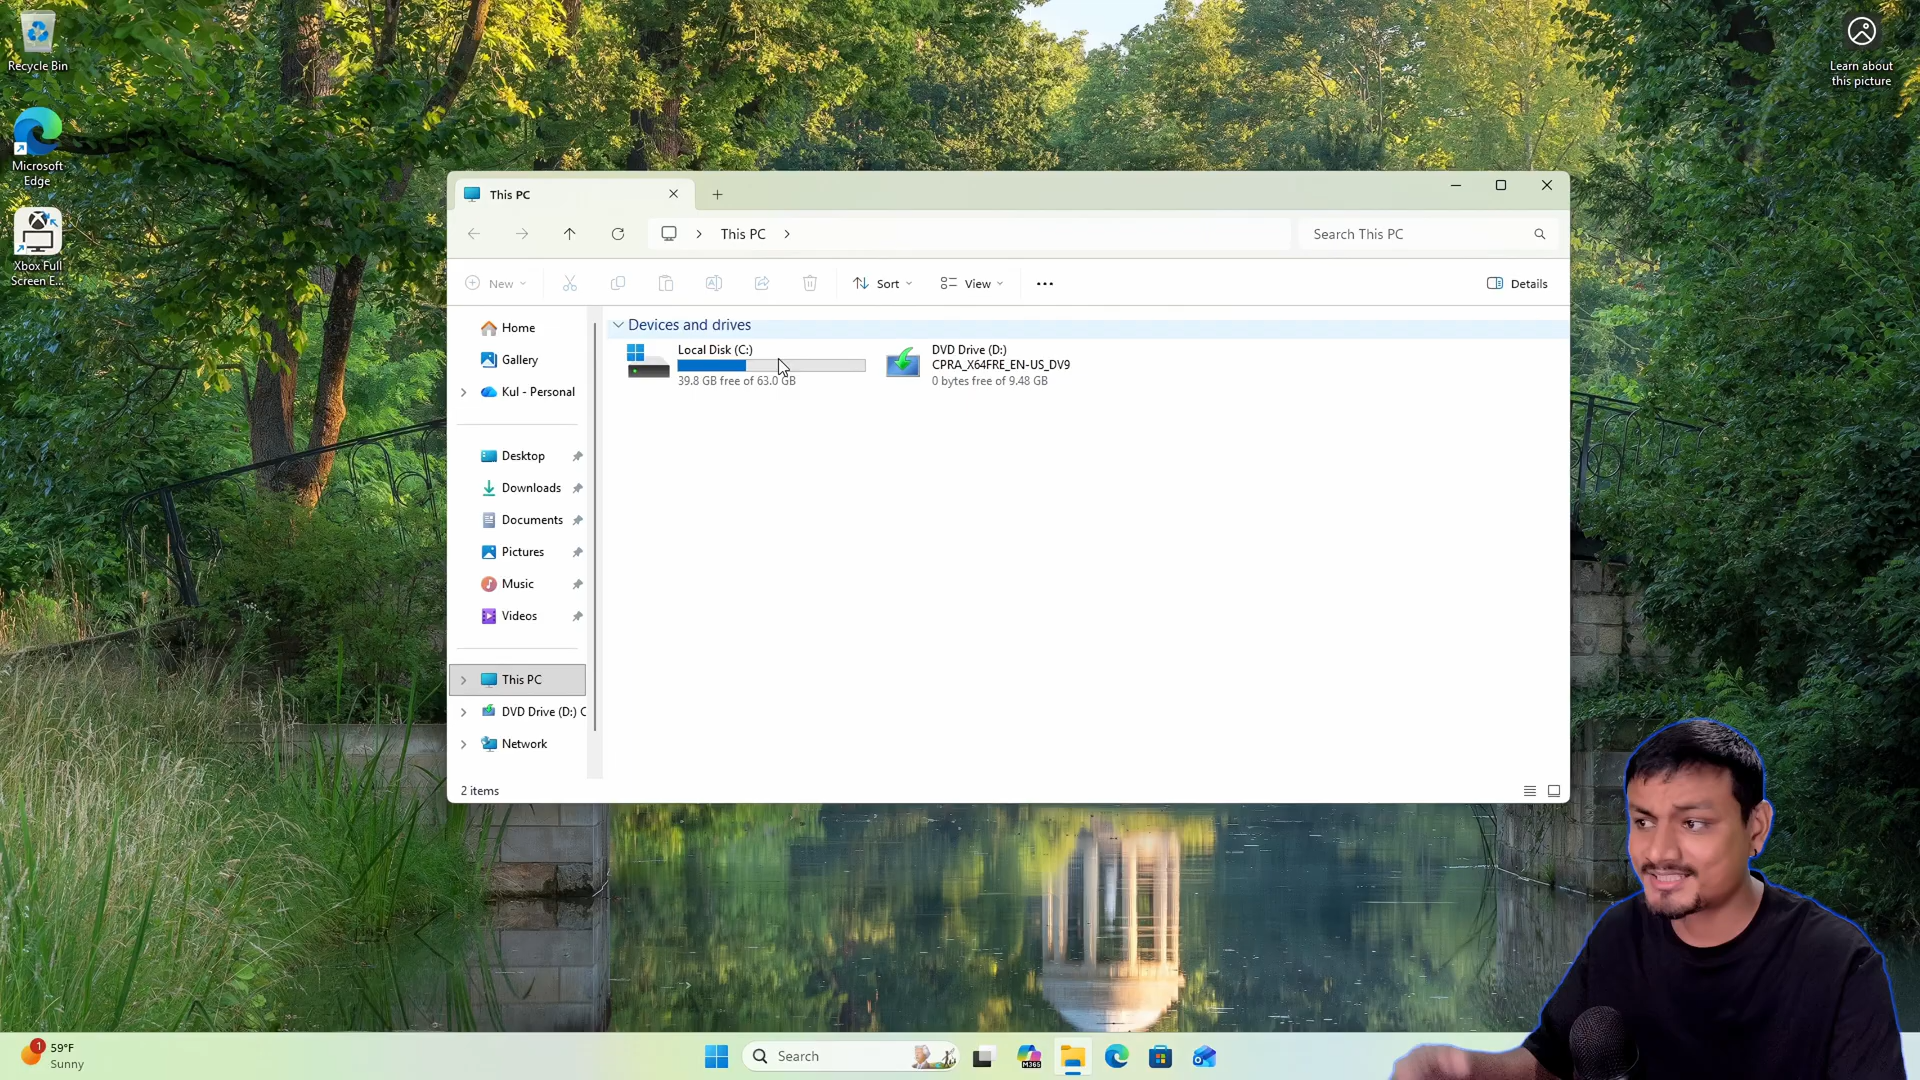 Recycle Bin
Microsoft
Edge
Xbox Full
Screen E...
Learn about
this picture
This PC
This PC
Search This PC
New
Sort
View
Details
Home
Gallery
Kul - Personal
Desktop
Downloads
Documents
Pictures
Music
Videos
This PC
DVD Drive (D:) C
Network
Devices and drives
Local Disk (C:)
39.8 GB free of 63.0 GB
DVD Drive (D:)
CPRA_X64FRE_EN-US_DV9
0 bytes free of 9.48 GB
2 items
1
59°F
Sunny
Search
M365